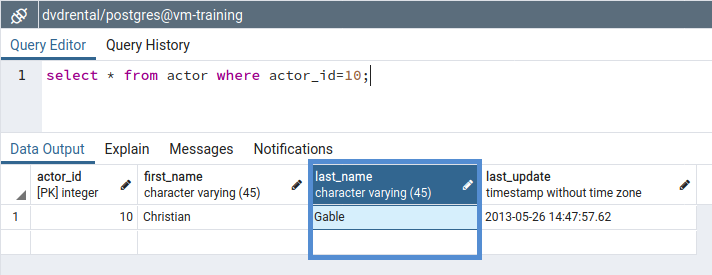 dvdrental/postgres@vm-training
Query Editor Query History
1 select * from actor where actor_id=10;
Data Output Explain Messages Notifications
actor_id first_name last_name last_update
[PK] integer character varying (45) character varying (45) timestamp without time zone
1 10 Christian Gable 2013-05-26 14:47:57.62